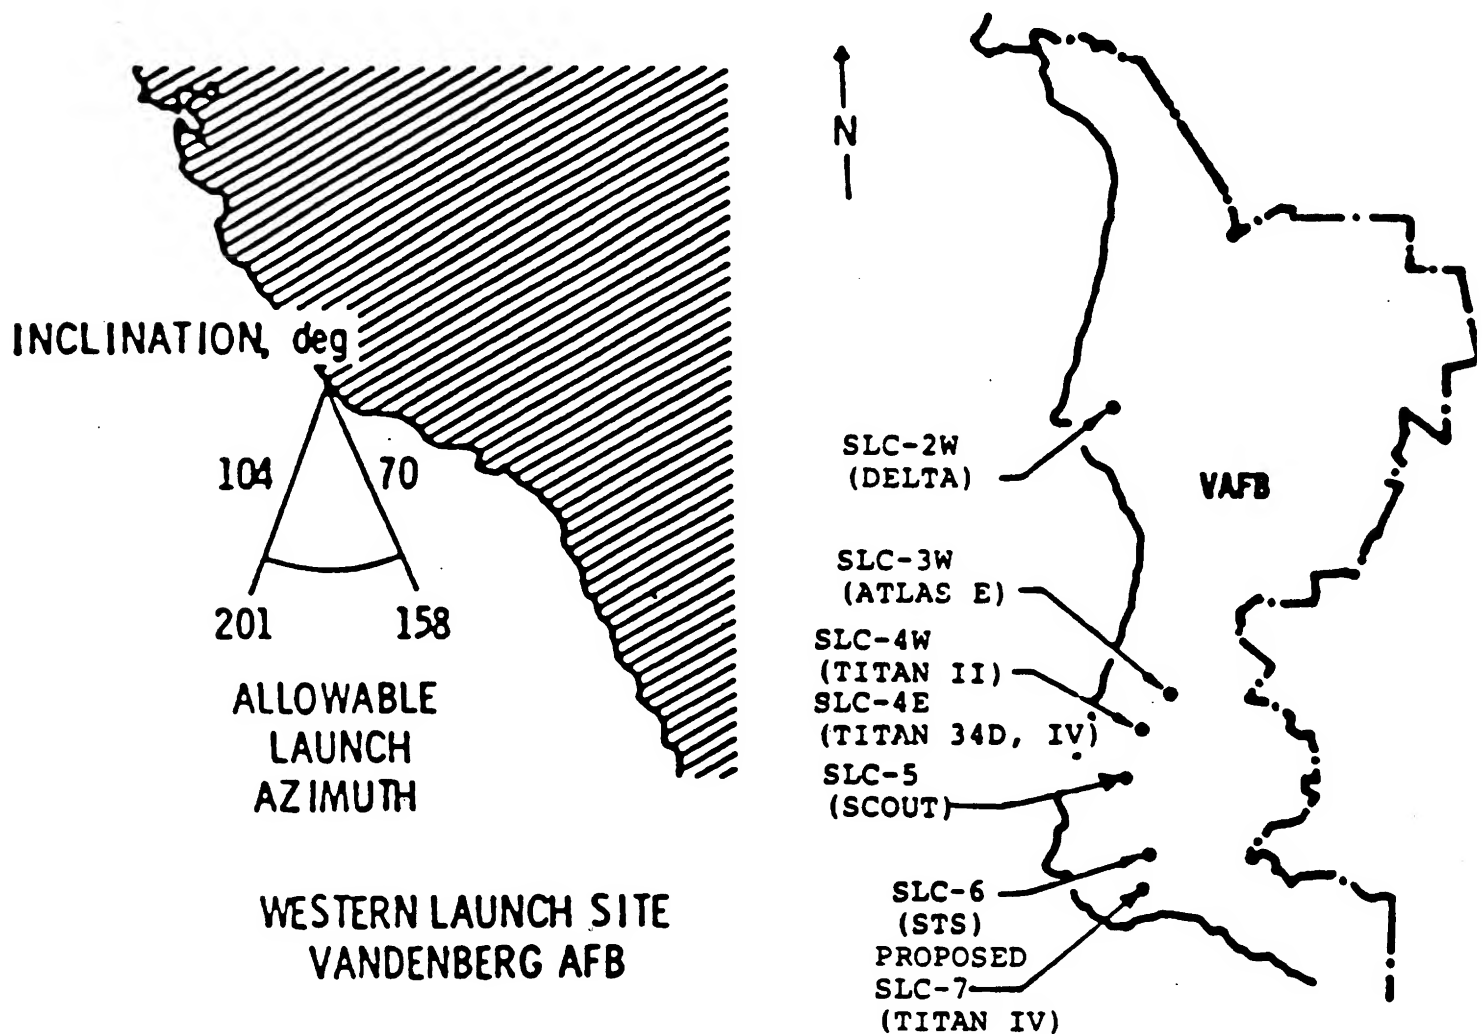 INCLINATION, deg
104
70
201
158
ALLOWABLE
LAUNCH
AZIMUTH
WESTERN LAUNCH SITE
VANDENBERG AFB
N
SLC-2W
(DELTA)
VAFB
SLC-3W
(ATLAS E)
SLC-4W
(TITAN II)
SLC-4E
(TITAN 34D, IV)
SLC-5
(SCOUT)
SLC-6
(STS)
PROPOSED
SLC-7
(TITAN IV)